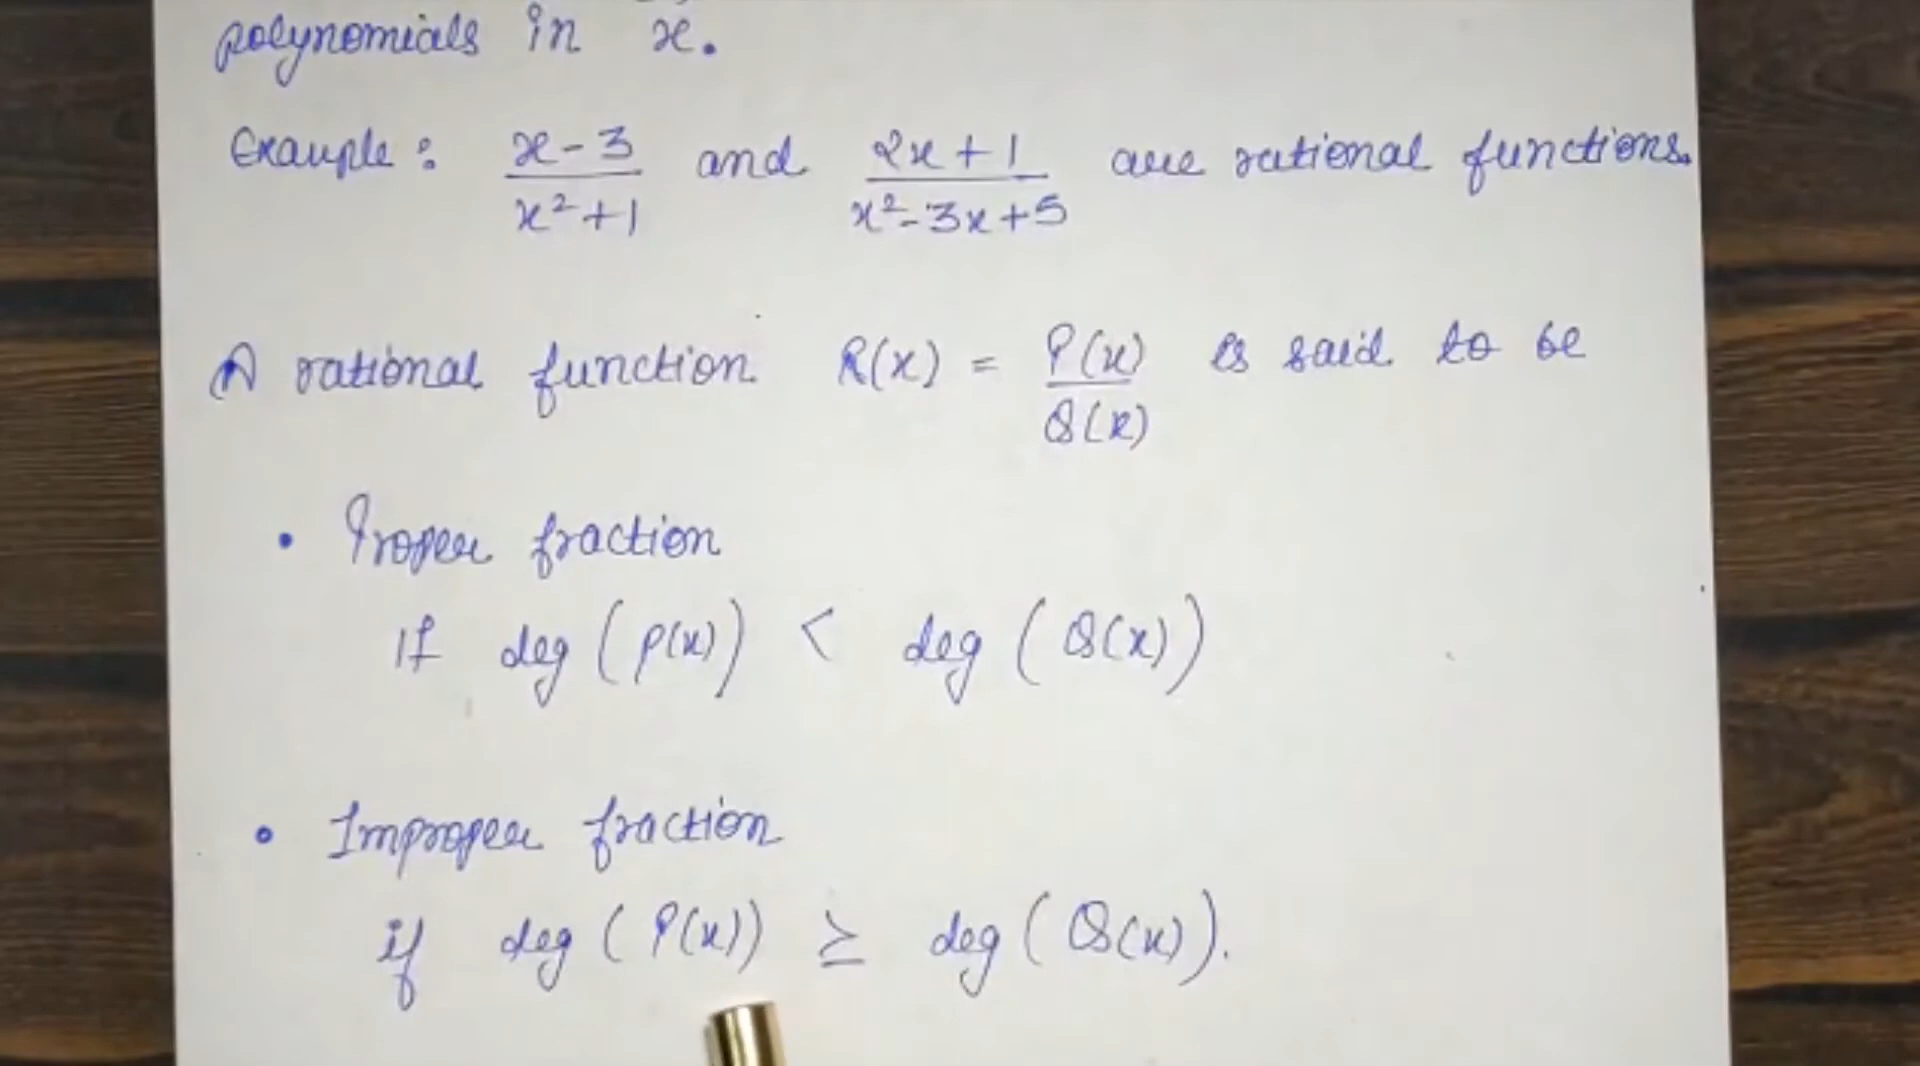 polynomials in x.
Example : x-3 / x²+1 and 2x+1 / x²-3x+5 are rational functions.
A rational function R(x) = P(x) / Q(x) is said to be
• Proper fraction
If deg (P(x)) < deg (Q(x))
• Improper fraction
if deg (P(x)) ≥ deg (Q(x)).